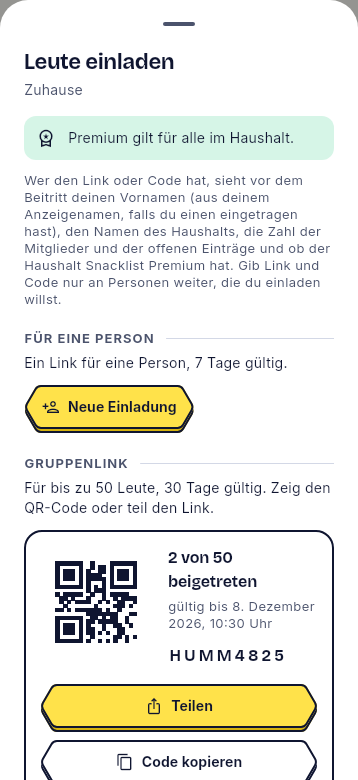 Leute einladen
Zuhause
Premium gilt für alle im Haushalt.
Wer den Link oder Code hat, sieht vor dem
Beitritt deinen Vornamen (aus deinem
Anzeigenamen, falls du einen eingetragen
hast), den Namen des Haushalts, die Zahl der
Mitglieder und der offenen Einträge und ob der
Haushalt Snacklist Premium hat. Gib Link und
Code nur an Personen weiter, die du einladen
willst.
FÜR EINE PERSON
Ein Link für eine Person, 7 Tage gültig.
Neue Einladung
GRUPPENLINK
Für bis zu 50 Leute, 30 Tage gültig. Zeig den
QR-Code oder teil den Link.
2 von 50
beigetreten
gültig bis 8. Dezember
2026, 10:30 Uhr
HUMM4825
Teilen
Code kopieren